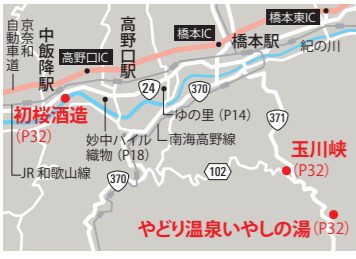 橋本東IC
京奈和自動車道
中飯降駅
高野口IC
高野口駅
橋本IC
橋本駅
紀の川
24
370
ゆの里(P14)
371
初桜酒造
(P32)
妙中パイル
織物(P18)
南海高野線
JR和歌山線
370
102
玉川峡
(P32)
やどり温泉いやしの湯(P32)